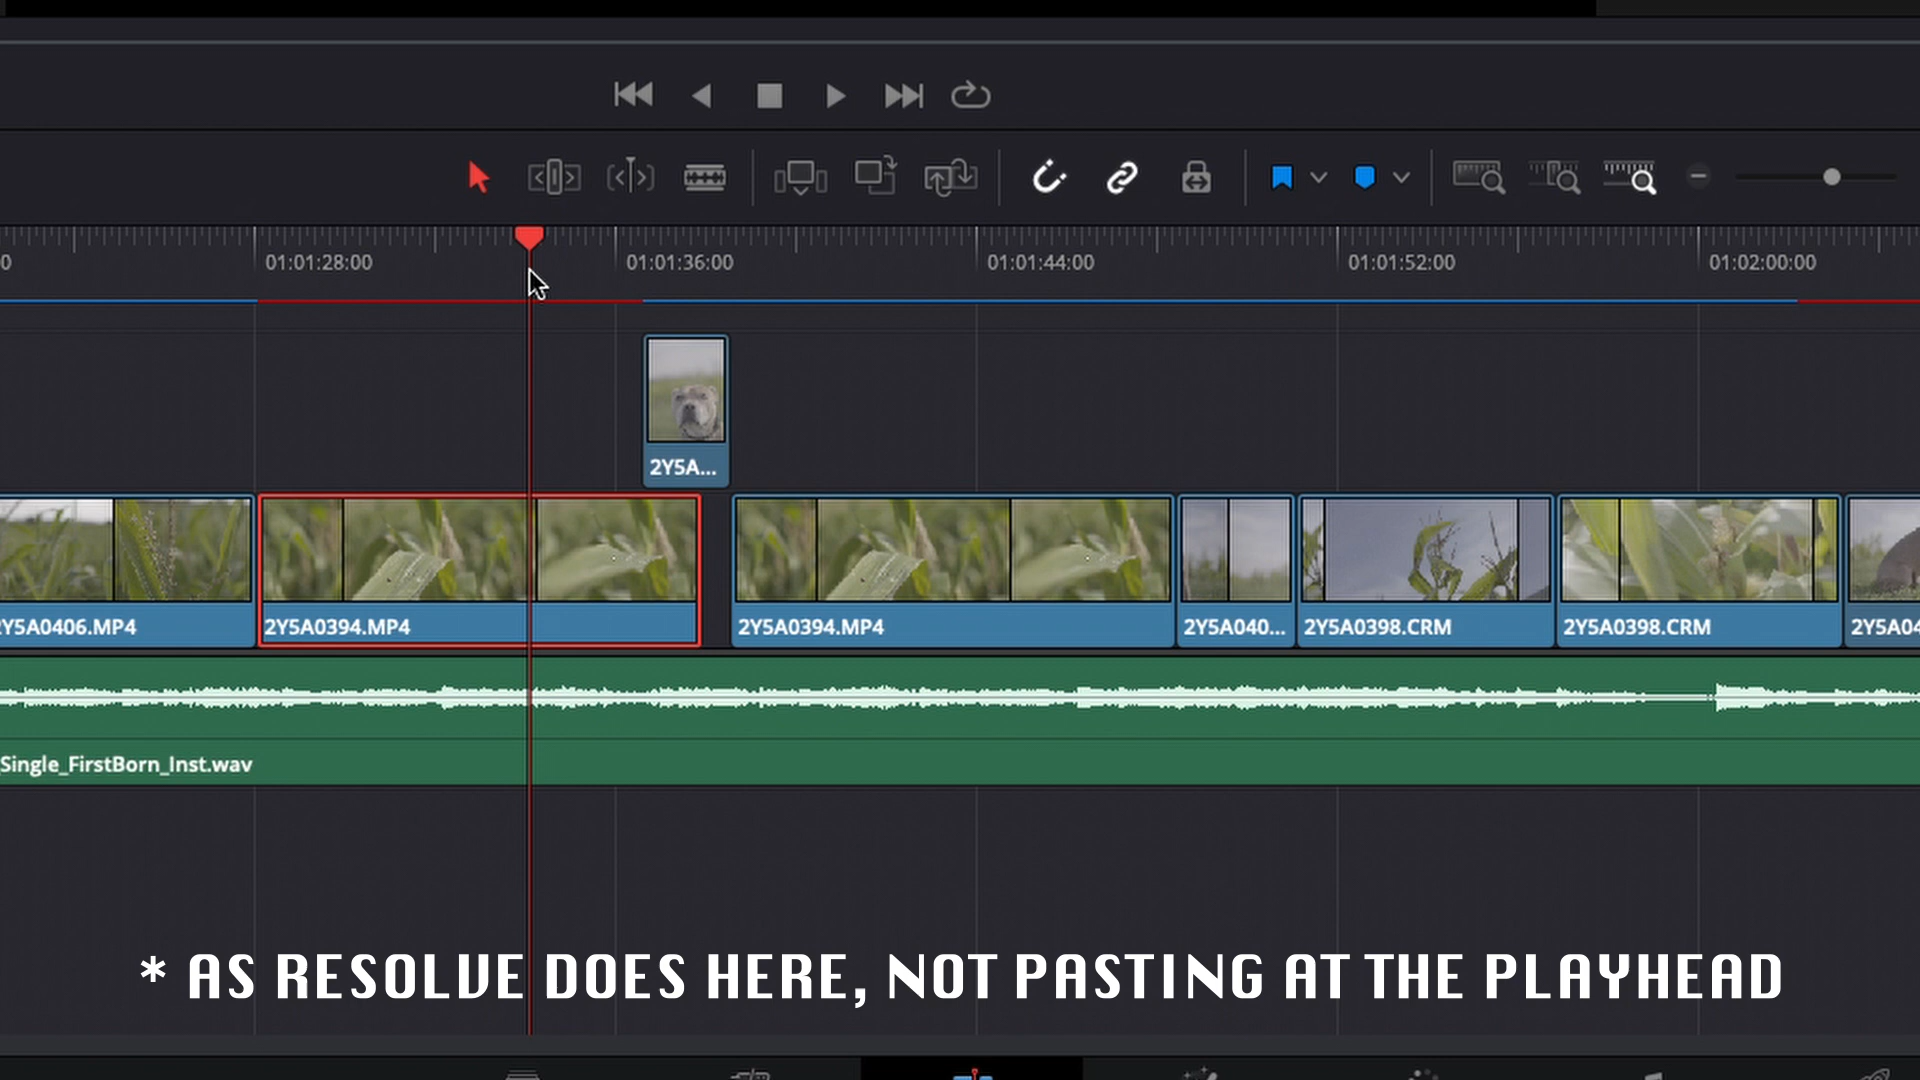 0
01:01:28:00
01:01:36:00
01:01:44:00
01:01:52:00
01:02:00:00
2Y5A...
Y5A0406.MP4
2Y5A0394.MP4
2Y5A0394.MP4
2Y5A040...
2Y5A0398.CRM
2Y5A0398.CRM
2Y5A04
Single_FirstBorn_Inst.wav
* AS RESOLVE DOES HERE, NOT PASTING AT THE PLAYHEAD